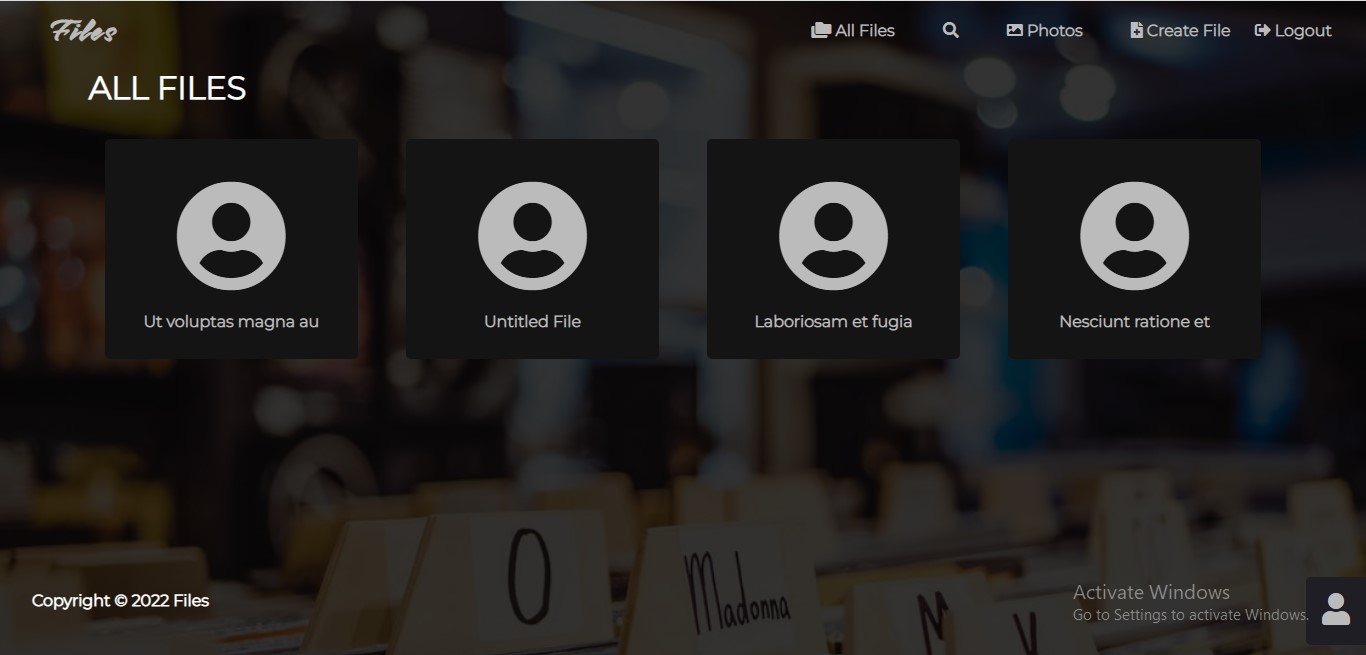 Files
All Files
Photos
Create File
Logout
ALL FILES
Ut voluptas magna au
Untitled File
Laboriosam et fugia
Nesciunt ratione et
O
Madonna
M
V
Copyright © 2022 Files
Activate Windows
Go to Settings to activate Windows.